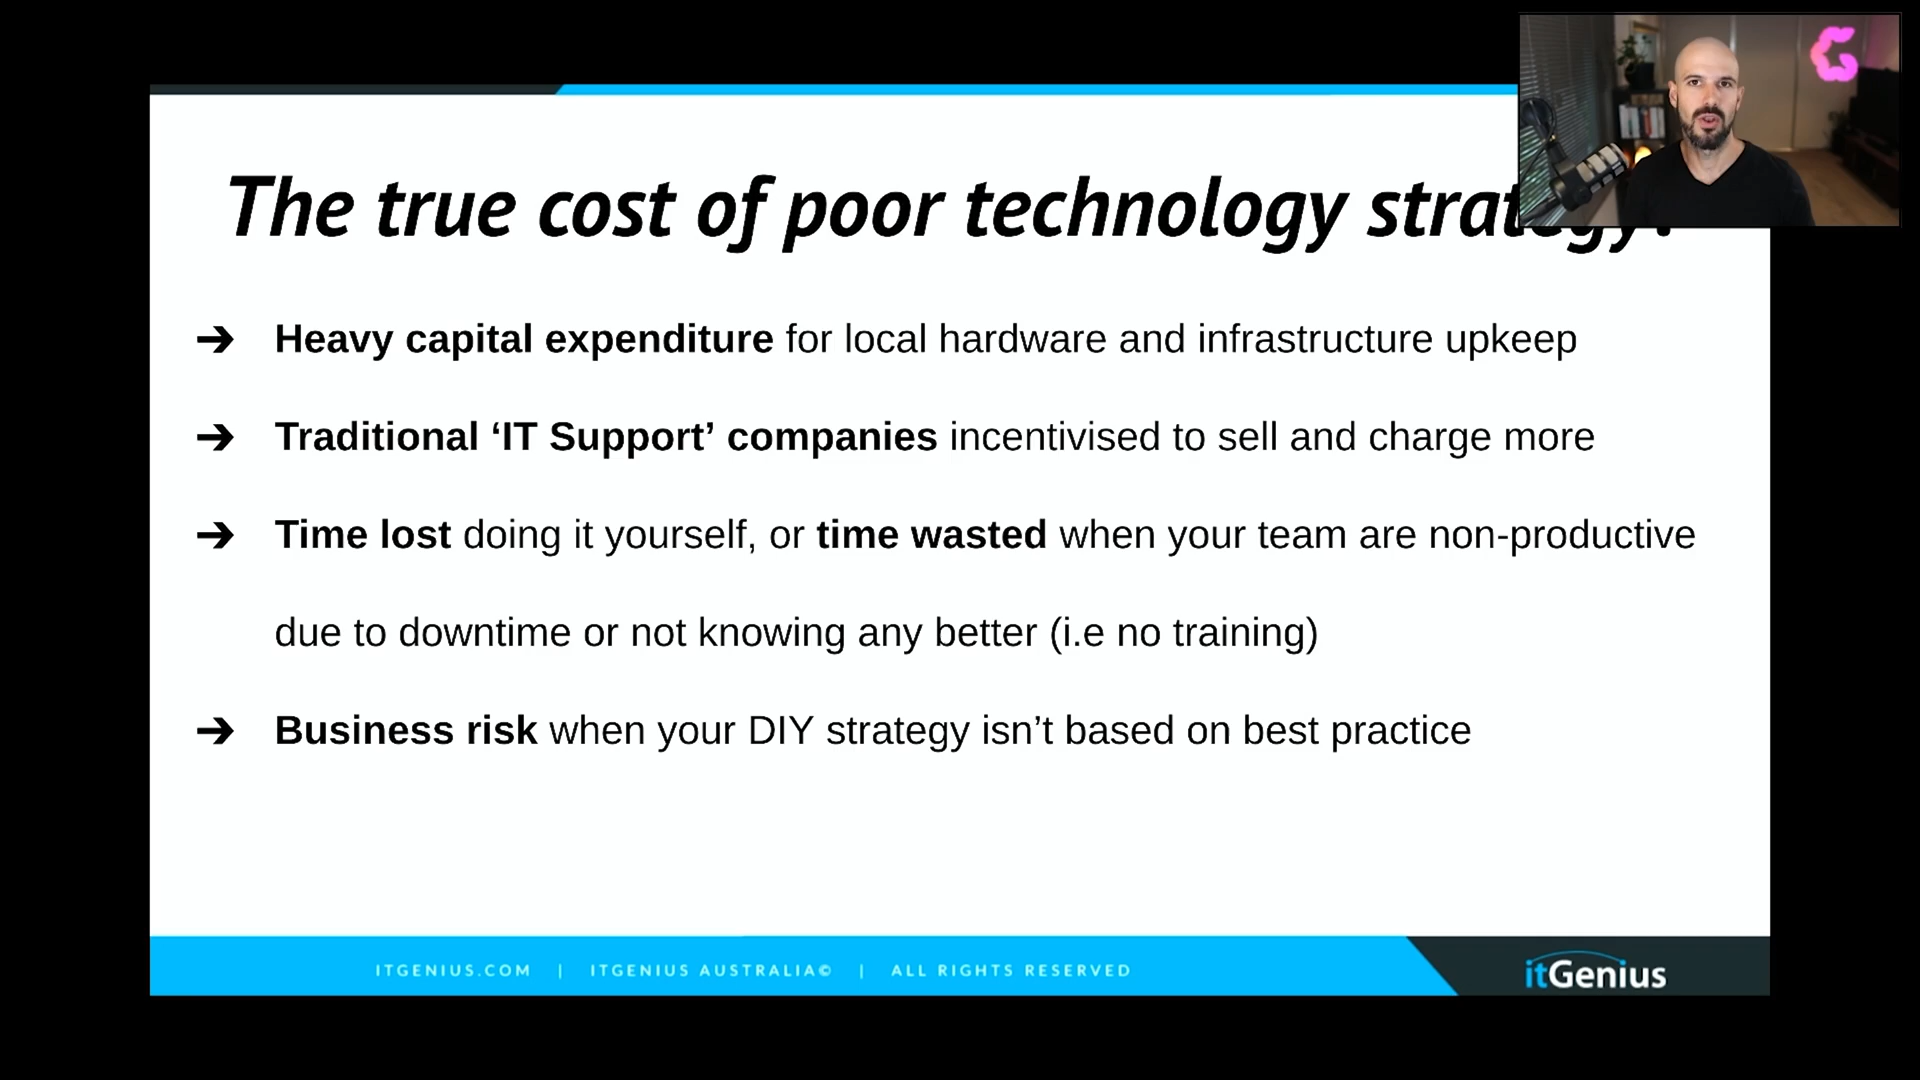 The true cost of poor technology strategy?
➔ Heavy capital expenditure for local hardware and infrastructure upkeep
➔ Traditional ‘IT Support’ companies incentivised to sell and charge more
➔ Time lost doing it yourself, or time wasted when your team are non-productive
due to downtime or not knowing any better (i.e no training)
➔ Business risk when your DIY strategy isn’t based on best practice
ITGENIUS.COM | ITGENIUS AUSTRALIA© | ALL RIGHTS RESERVED
itGenius